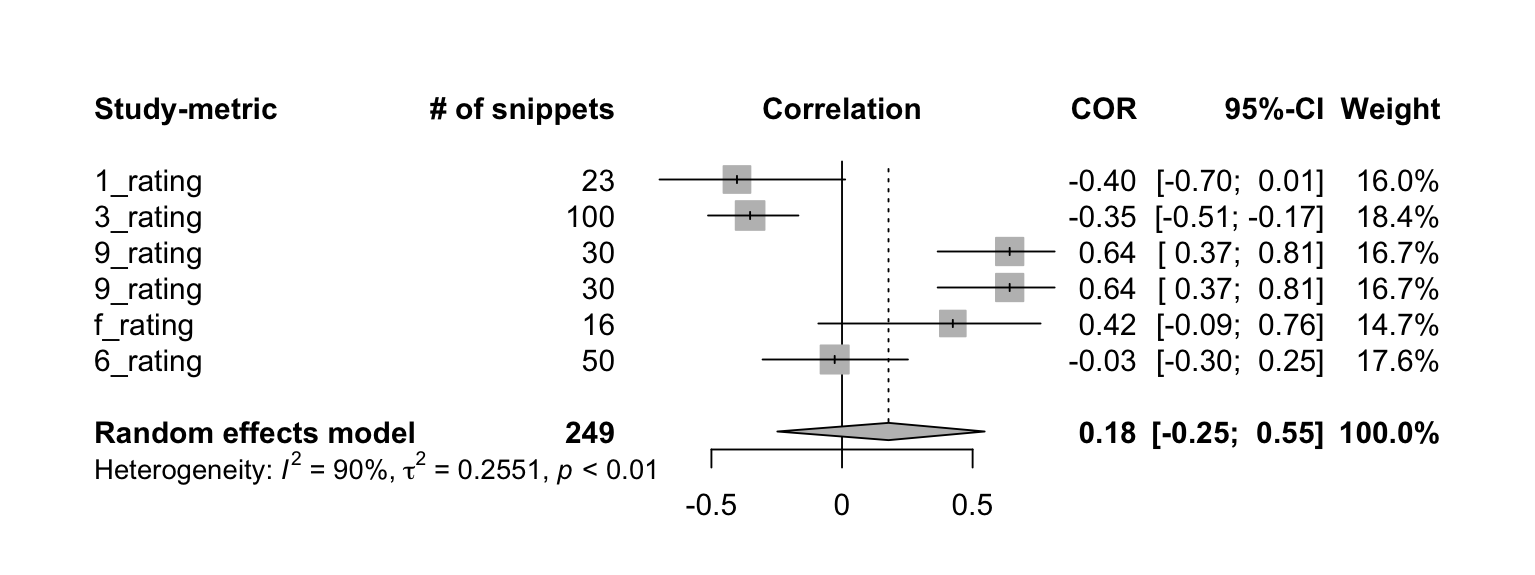 Study-metric # of snippets Correlation COR 95%-CI Weight
1_rating 23 -0.40 [-0.70; 0.01] 16.0%
3_rating 100 -0.35 [-0.51; -0.17] 18.4%
9_rating 30 0.64 [ 0.37; 0.81] 16.7%
9_rating 30 0.64 [ 0.37; 0.81] 16.7%
f_rating 16 0.42 [-0.09; 0.76] 14.7%
6_rating 50 -0.03 [-0.30; 0.25] 17.6%
Random effects model 249 0.18 [-0.25; 0.55] 100.0%
Heterogeneity: I² = 90%, τ² = 0.2551, p < 0.01
-0.5 0 0.5